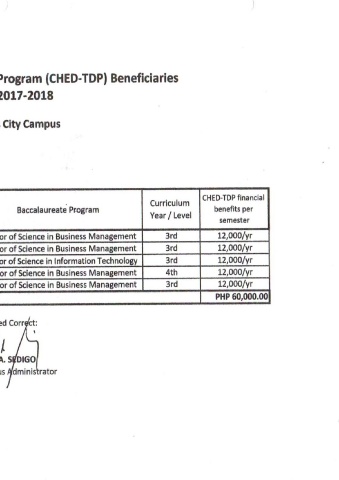 Program (CHED-TDP) Beneficiaries
2017-2018
City Campus
Baccalaureate Program
Curriculum Year / Level
CHED-TDP financial benefits per semester
or of Science in Business Management 3rd 12,000/yr
or of Science in Business Management 3rd 12,000/yr
or of Science in Information Technology 3rd 12,000/yr
or of Science in Business Management 4th 12,000/yr
or of Science in Business Management 3rd 12,000/yr
PHP 60,000.00
ed Correct:
A. SEDIGO
us Administrator